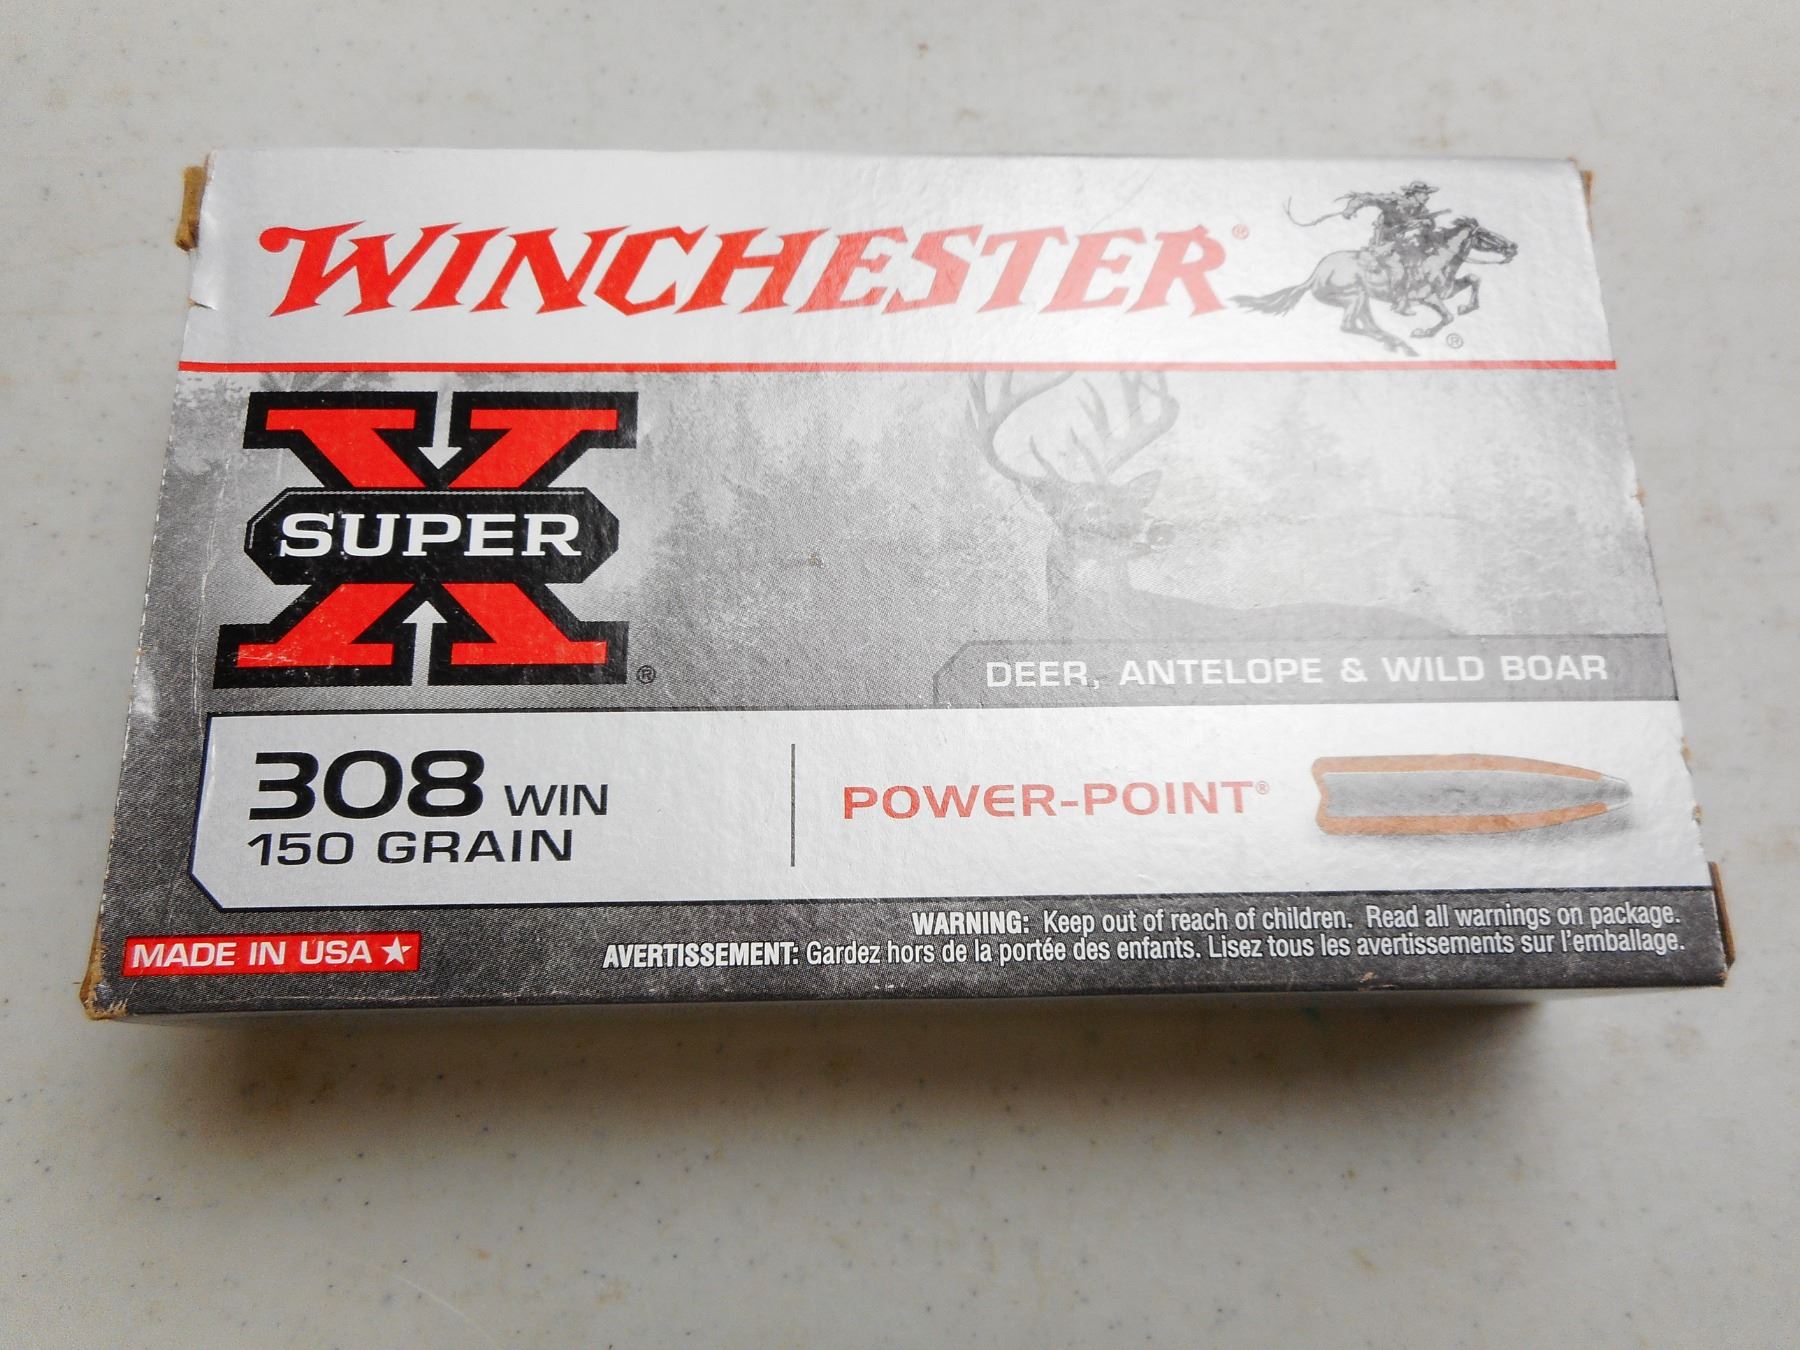 WINCHESTER®
®
SUPER X®
DEER, ANTELOPE & WILD BOAR
308 WIN
150 GRAIN
POWER-POINT®
MADE IN USA
WARNING: Keep out of reach of children. Read all warnings on package.
AVERTISSEMENT: Gardez hors de la portée des enfants. Lisez tous les avertissements sur l'emballage.